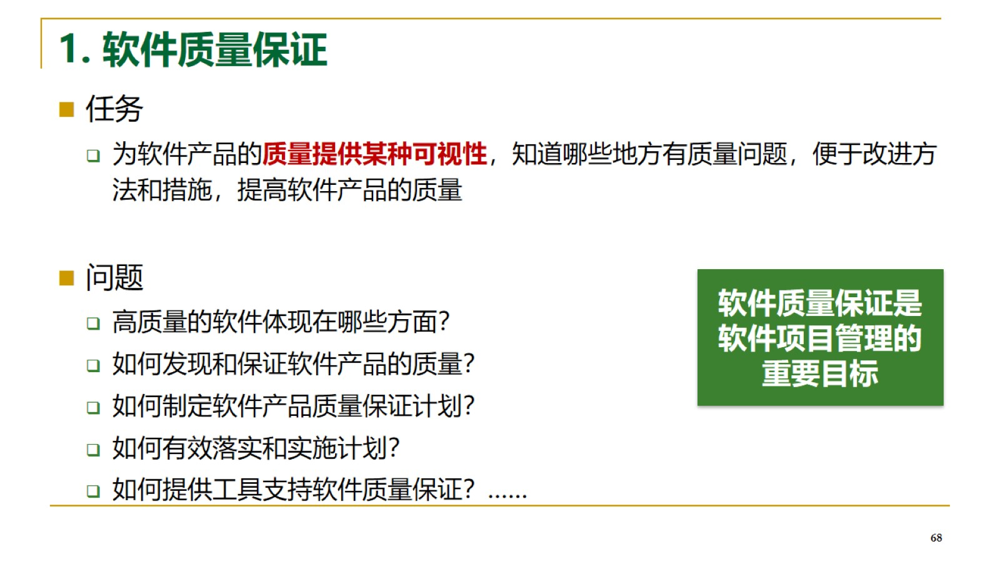 1. 软件质量保证
任务
为软件产品的质量提供某种可视性，知道哪些地方有质量问题，便于改进方
法和措施，提高软件产品的质量
问题
高质量的软件体现在哪些方面？
如何发现和保证软件产品的质量？
如何制定软件产品质量保证计划？
如何有效落实和实施计划？
如何提供工具支持软件质量保证？……
软件质量保证是
软件项目管理的
重要目标
68